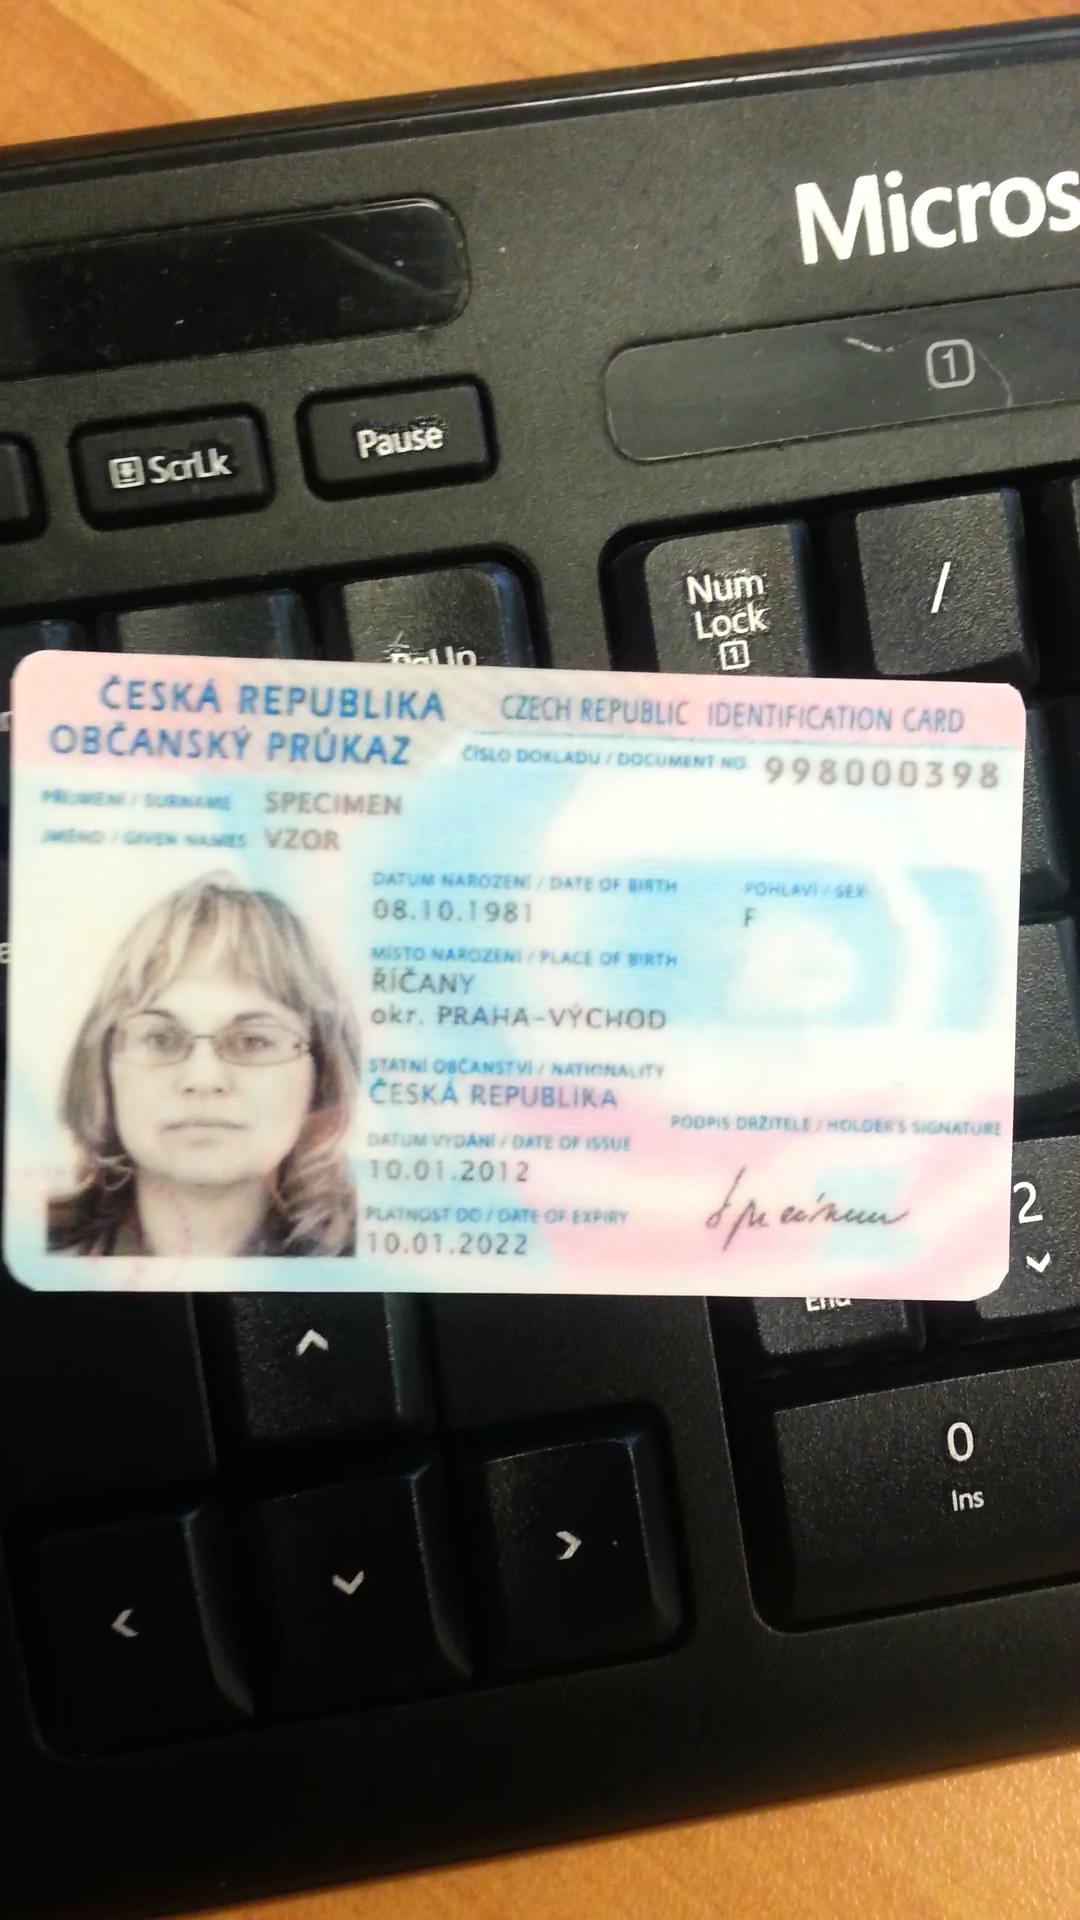 Micros
1
ScrLk
Pause
Num
Lock
1
/
PgUp
ČESKÁ REPUBLIKA
CZECH REPUBLIC IDENTIFICATION CARD
OBČANSKÝ PRŮKAZ
ČÍSLO DOKLADU / DOCUMENT NO. 998000398
PŘÍJMENÍ / SURNAME SPECIMEN
JMÉNO / GIVEN NAMES VZOR
DATUM NAROZENÍ / DATE OF BIRTH
POHLAVÍ / SEX
08.10.1981
F
MÍSTO NAROZENÍ / PLACE OF BIRTH
ŘÍČANY
okr. PRAHA-VÝCHOD
STÁTNÍ OBČANSTVÍ / NATIONALITY
ČESKÁ REPUBLIKA
PODPIS DRŽITELE / HOLDER'S SIGNATURE
DATUM VYDÁNÍ / DATE OF ISSUE
10.01.2012
Specimen
PLATNOST DO / DATE OF EXPIRY
10.01.2022
2
End
0
Ins